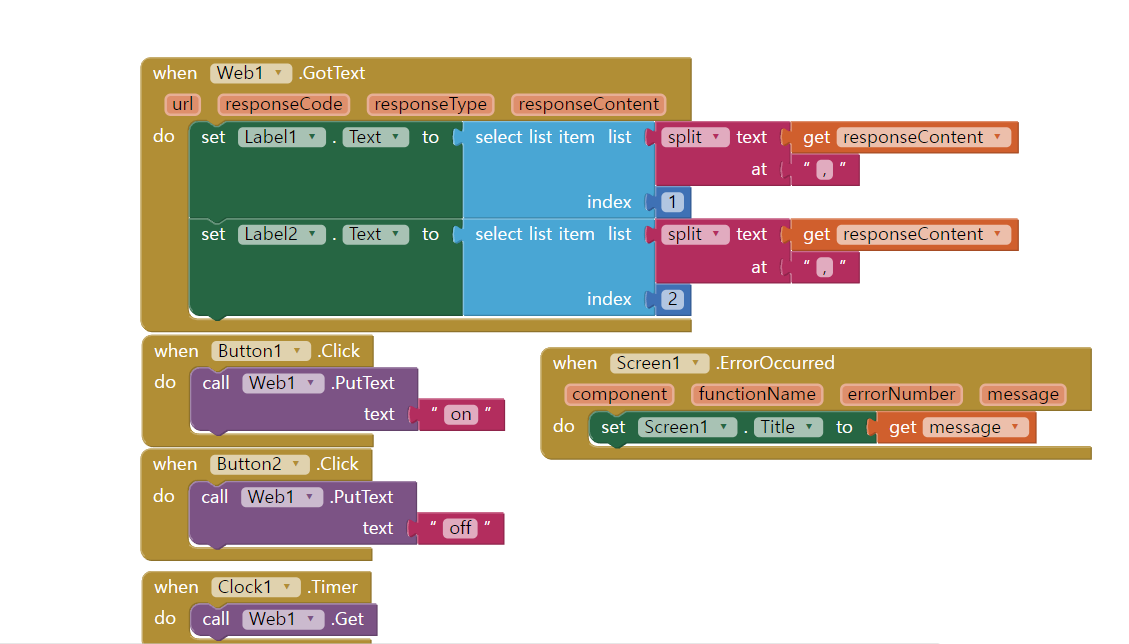 when Web1 .GotText
url responseCode responseType responseContent
do set Label1 . Text to select list item list split text get responseContent
at " , "
index 1
set Label2 . Text to select list item list split text get responseContent
at " , "
index 2
when Button1 .Click
do call Web1 .PutText
text " on "
when Button2 .Click
do call Web1 .PutText
text " off "
when Clock1 .Timer
do call Web1 .Get
when Screen1 .ErrorOccurred
component functionName errorNumber message
do set Screen1 . Title to get message